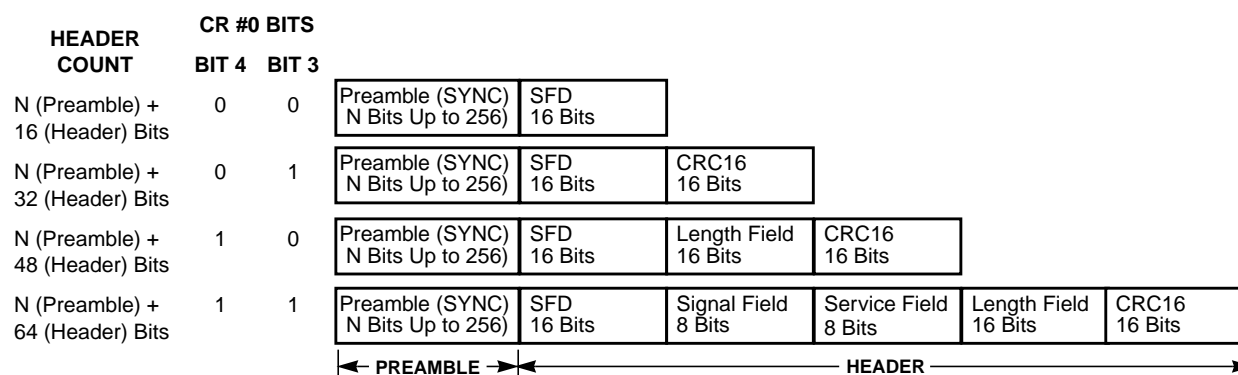 HEADER COUNT
CR #0 BITS
BIT 4 BIT 3
N (Preamble) +
16 (Header) Bits
0 0
Preamble (SYNC)
N Bits Up to 256)
SFD
16 Bits
N (Preamble) +
32 (Header) Bits
0 1
Preamble (SYNC)
N Bits Up to 256)
SFD
16 Bits
CRC16
16 Bits
N (Preamble) +
48 (Header) Bits
1 0
Preamble (SYNC)
N Bits Up to 256)
SFD
16 Bits
Length Field
16 Bits
CRC16
16 Bits
N (Preamble) +
64 (Header) Bits
1 1
Preamble (SYNC)
N Bits Up to 256)
SFD
16 Bits
Signal Field
8 Bits
Service Field
8 Bits
Length Field
16 Bits
CRC16
16 Bits
PREAMBLE
HEADER